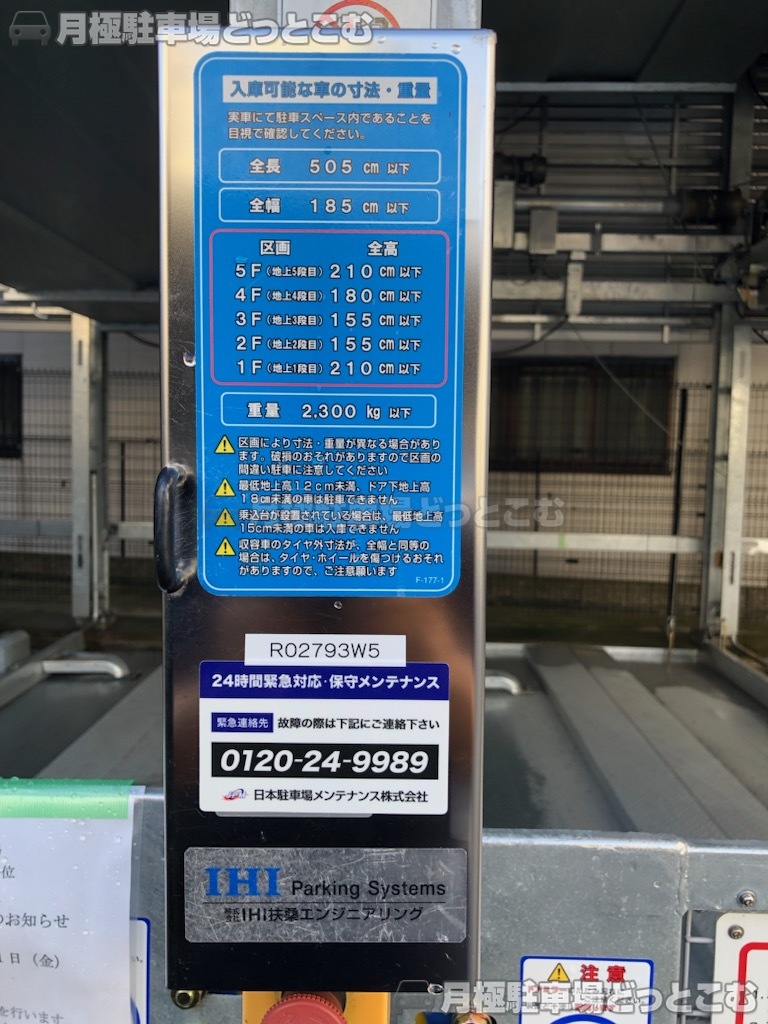 月極駐車場どっとこむ
入庫可能な車の寸法・重量
実車にて駐車スペース内であることを
目視で確認してください。
全長 505 cm 以下
全幅 185 cm 以下
区画 全高
5F(地上5段目) 210 cm 以下
4F(地上4段目) 180 cm 以下
3F(地上3段目) 155 cm 以下
2F(地上2段目) 155 cm 以下
1F(地上1段目) 210 cm 以下
重量 2,300 kg 以下
区画により寸法・重量が異なる場合があり
ます。破損のおそれがありますので区画の
間違い駐車に注意してください
最低地上高12cm未満、ドア下地上高
18cm未満の車は駐車できません
乗込台が設置されている場合は、最低地上高
15cm未満の車は入庫できません
収容車のタイヤ外寸法が、全幅と同等の
場合は、タイヤ・ホイールを傷つけるおそれ
がありますので、ご注意願います
F-177-1
R02793W5
24時間緊急対応・保守メンテナンス
緊急連絡先 故障の際は下記にご連絡下さい
0120-24-9989
日本駐車場メンテナンス株式会社
IHI Parking Systems
株式会社IHI扶桑エンジニアリング
位
のお知らせ
日（金）
を行います
注意
月極駐車場どっとこむ